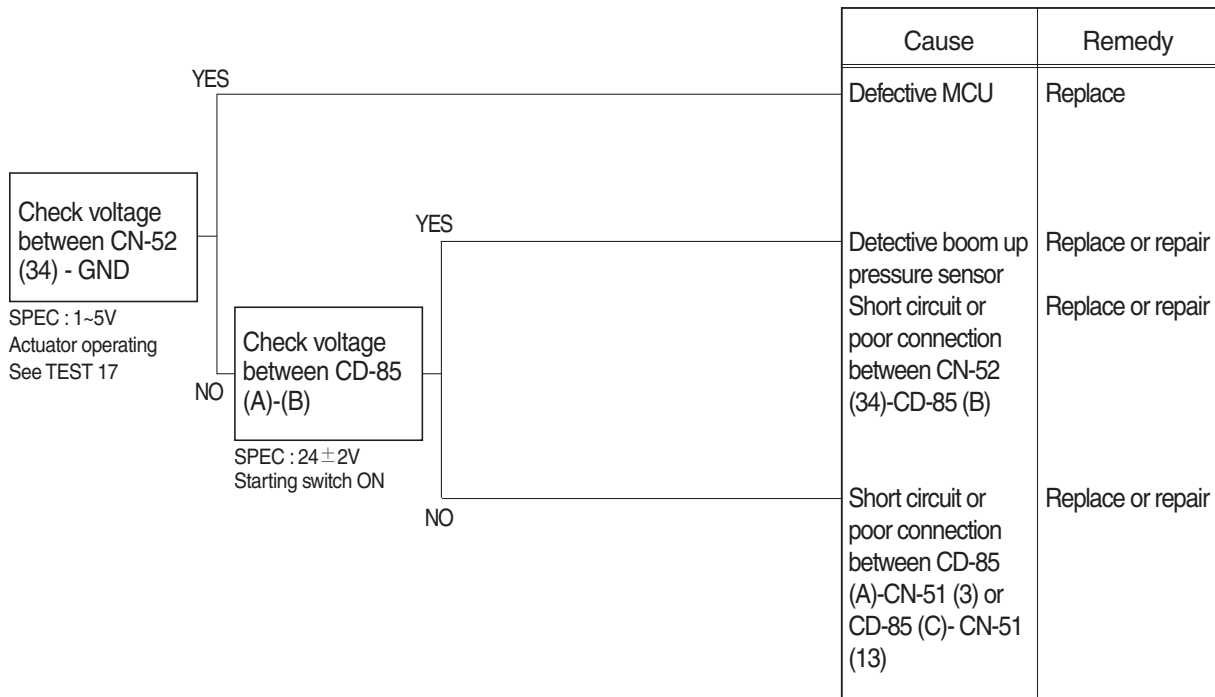 Cause
Remedy
YES
Defective MCU
Replace
Check voltage
between CN-52
(34) - GND
SPEC : 1~5V
Actuator operating
See TEST 17
NO
YES
Check voltage
between CD-85
(A)-(B)
SPEC : 24±2V
Starting switch ON
NO
Detective boom up
pressure sensor
Replace or repair
Short circuit or
poor connection
between CN-52
(34)-CD-85 (B)
Replace or repair
Short circuit or
poor connection
between CD-85
(A)-CN-51 (3) or
CD-85 (C)- CN-51
(13)
Replace or repair